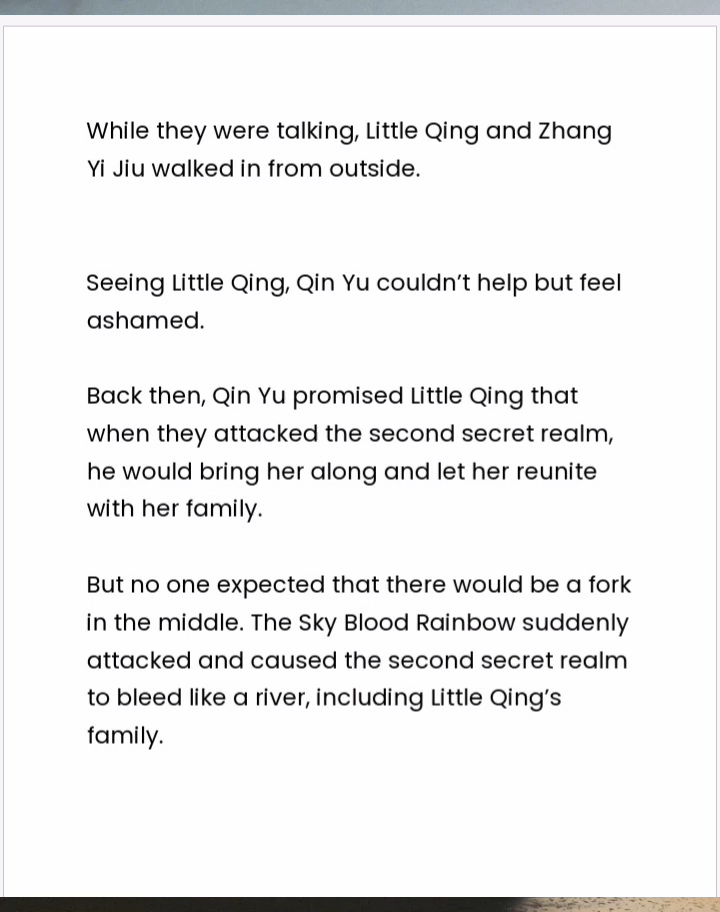 While they were talking, Little Qing and Zhang
Yi Jiu walked in from outside.
Seeing Little Qing, Qin Yu couldn’t help but feel
ashamed.
Back then, Qin Yu promised Little Qing that
when they attacked the second secret realm,
he would bring her along and let her reunite
with her family.
But no one expected that there would be a fork
in the middle. The Sky Blood Rainbow suddenly
attacked and caused the second secret realm
to bleed like a river, including Little Qing’s
family.